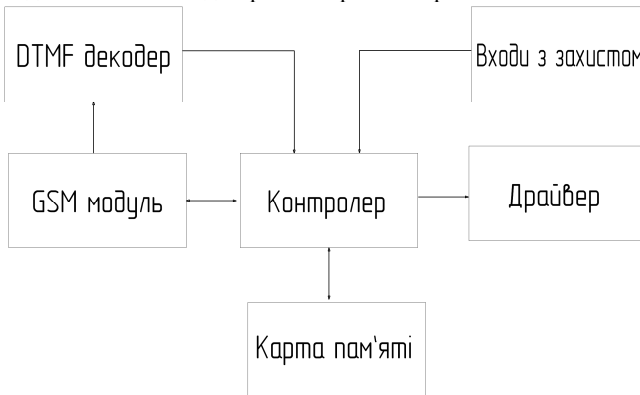 DTMF декодер
Входи з захистом
GSM модуль
Контролер
Драйвер
Карта пам'яті